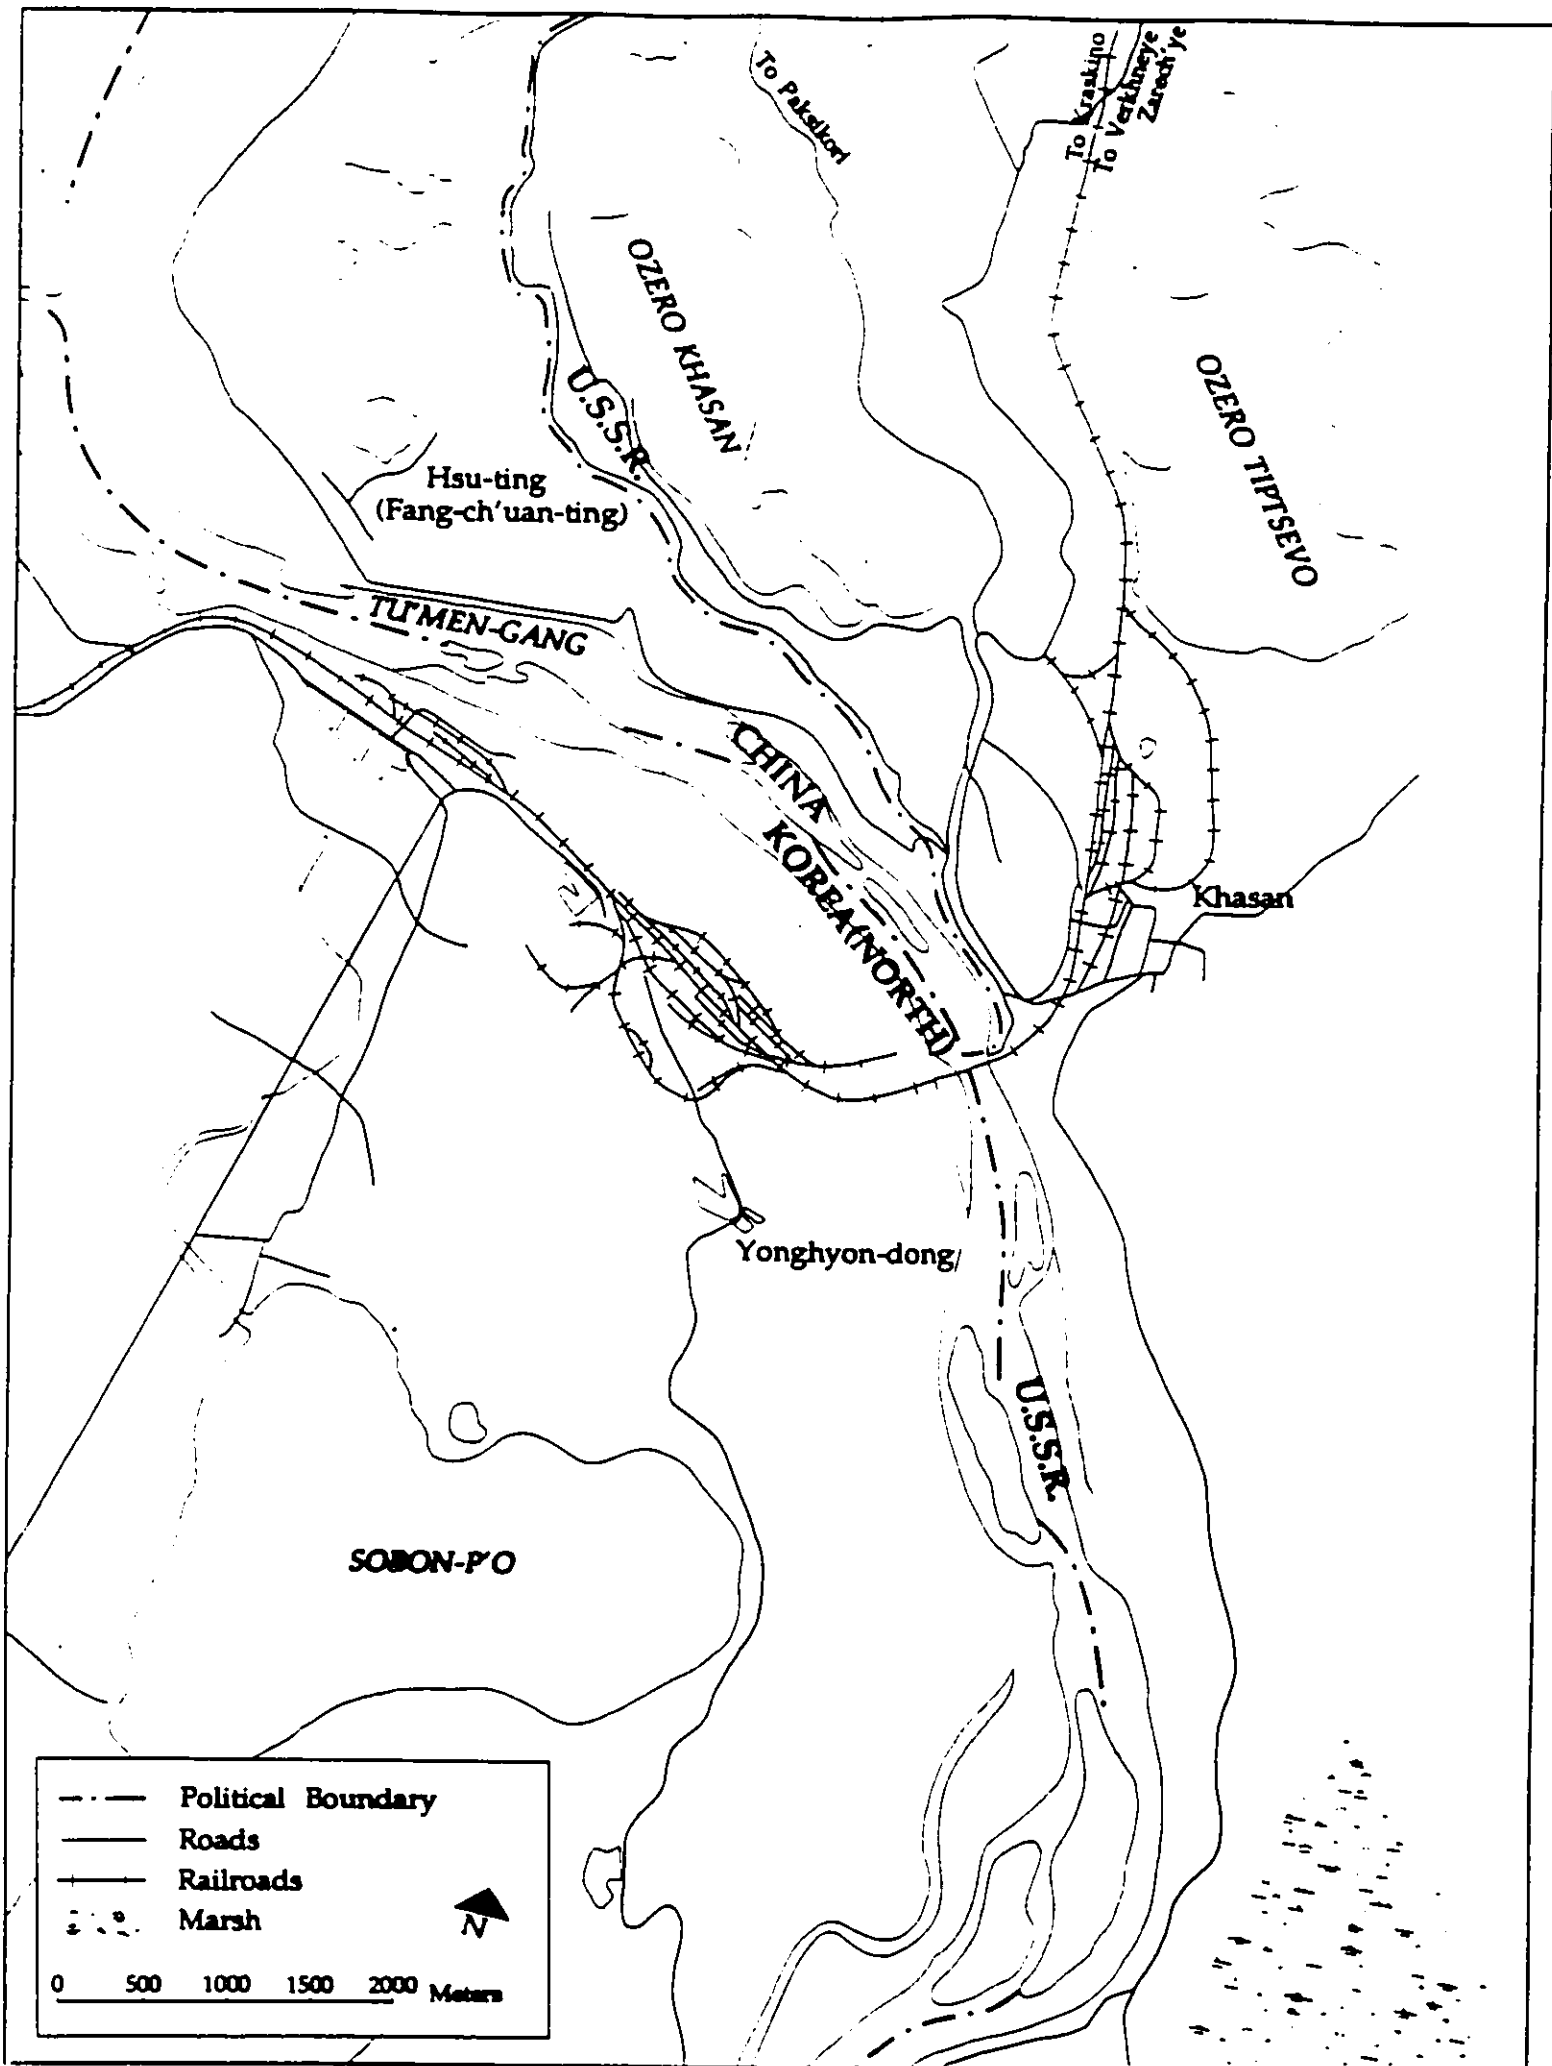 To Paksikori
To Kraskino
To Verkhneye
Zarech'ye
OZERO KHASAN
U.S.S.R.
OZERO TIPTSEVO
Hsu-ting
(Fang-ch'uan-ting)
TU'MEN-GANG
CHINA
KOREA(NORTH)
Khasan
Yonghyon-dong
U.S.S.R.
SOBON-P'O
Political Boundary
Roads
Railroads
Marsh
N
0 500 1000 1500 2000 Meters